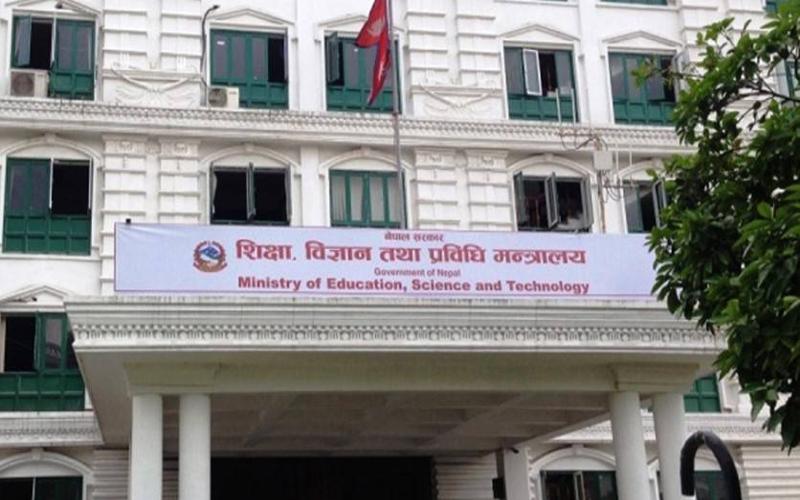 नेपाल सरकार
शिक्षा, विज्ञान तथा प्रविधि मन्त्रालय
Government of Nepal
Ministry of Education, Science and Technology